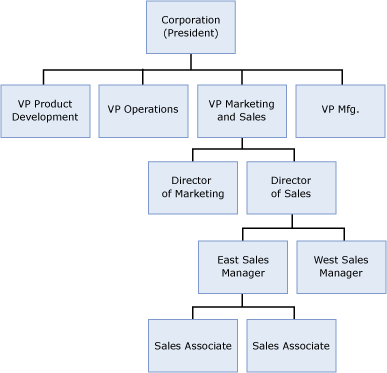 Corporation
(President)
VP Product
Development
VP Operations
VP Marketing
and Sales
VP Mfg.
Director
of Marketing
Director
of Sales
East Sales
Manager
West Sales
Manager
Sales Associate
Sales Associate